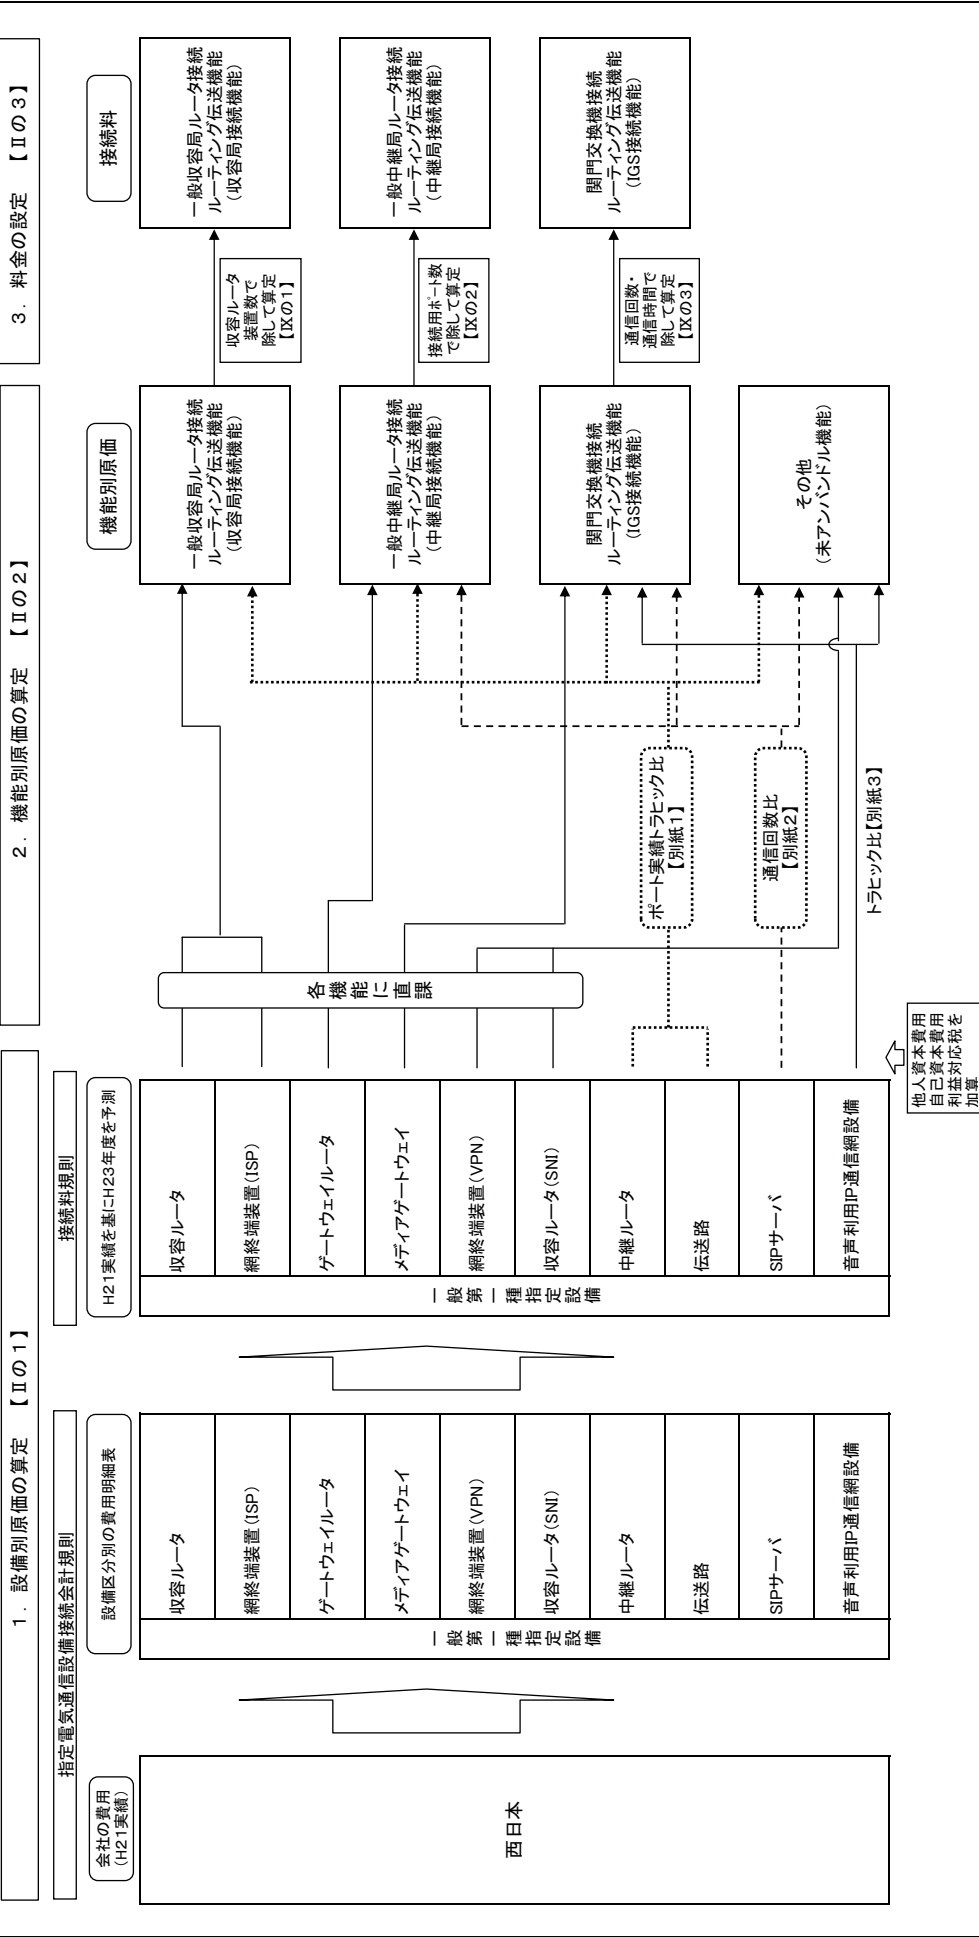 1. 設備別原価の算定 【Ⅱの1】
指定電気通信設備接続会計規則
接続料規則
会社の費用
(H21実績)
西日本
設備区分別の費用明細表
一般第一種指定設備
収容ルータ
網終端装置(ISP)
ゲートウェイルータ
メディアゲートウェイ
網終端装置(VPN)
収容ルータ(SNI)
中継ルータ
伝送路
SIPサーバ
音声利用IP通信網設備
H21実績を基にH23年度を予測
一般第一種指定設備
収容ルータ
網終端装置(ISP)
ゲートウェイルータ
メディアゲートウェイ
網終端装置(VPN)
収容ルータ(SNI)
中継ルータ
伝送路
SIPサーバ
音声利用IP通信網設備
他人資本費用
自己資本費用
利益対応税を
加算
2. 機能別原価の算定 【Ⅱの2】
各機能に直課
ポート実績トラヒック比
【別紙1】
通信回数比
【別紙2】
トラヒック比【別紙3】
機能別原価
一般収容局ルータ接続
ルーティング伝送機能
(収容局接続機能)
一般中継局ルータ接続
ルーティング伝送機能
(中継局接続機能)
関門交換機接続
ルーティング伝送機能
(IGS接続機能)
その他
(未アンバンドル機能)
3. 料金の設定 【Ⅱの3】
収容ルータ
装置数で
除して算定
【Ⅸの1】
接続用ポート数
で除して算定
【Ⅸの2】
通信回数・
通信時間で
除して算定
【Ⅸの3】
接続料
一般収容局ルータ接続
ルーティング伝送機能
(収容局接続機能)
一般中継局ルータ接続
ルーティング伝送機能
(中継局接続機能)
関門交換機接続
ルーティング伝送機能
(IGS接続機能)